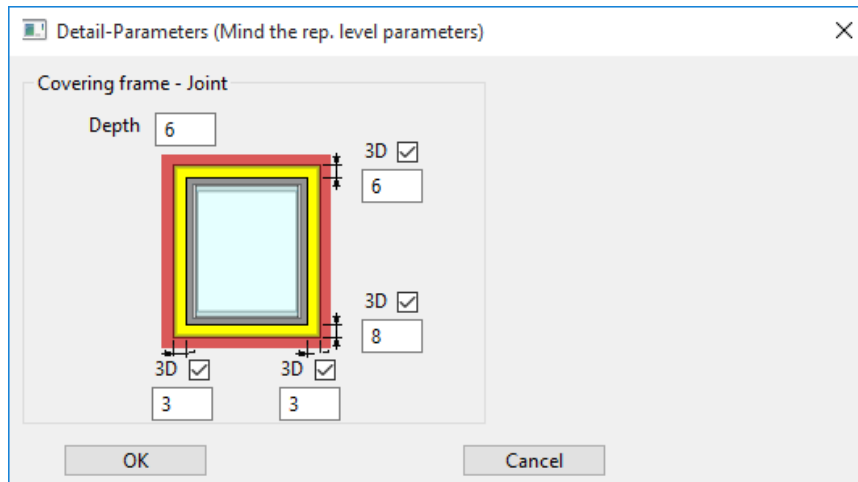 Detail-Parameters (Mind the rep. level parameters)
Covering frame - Joint
Depth 6
3D
6
3D
8
3D 3D
3 3
OK Cancel